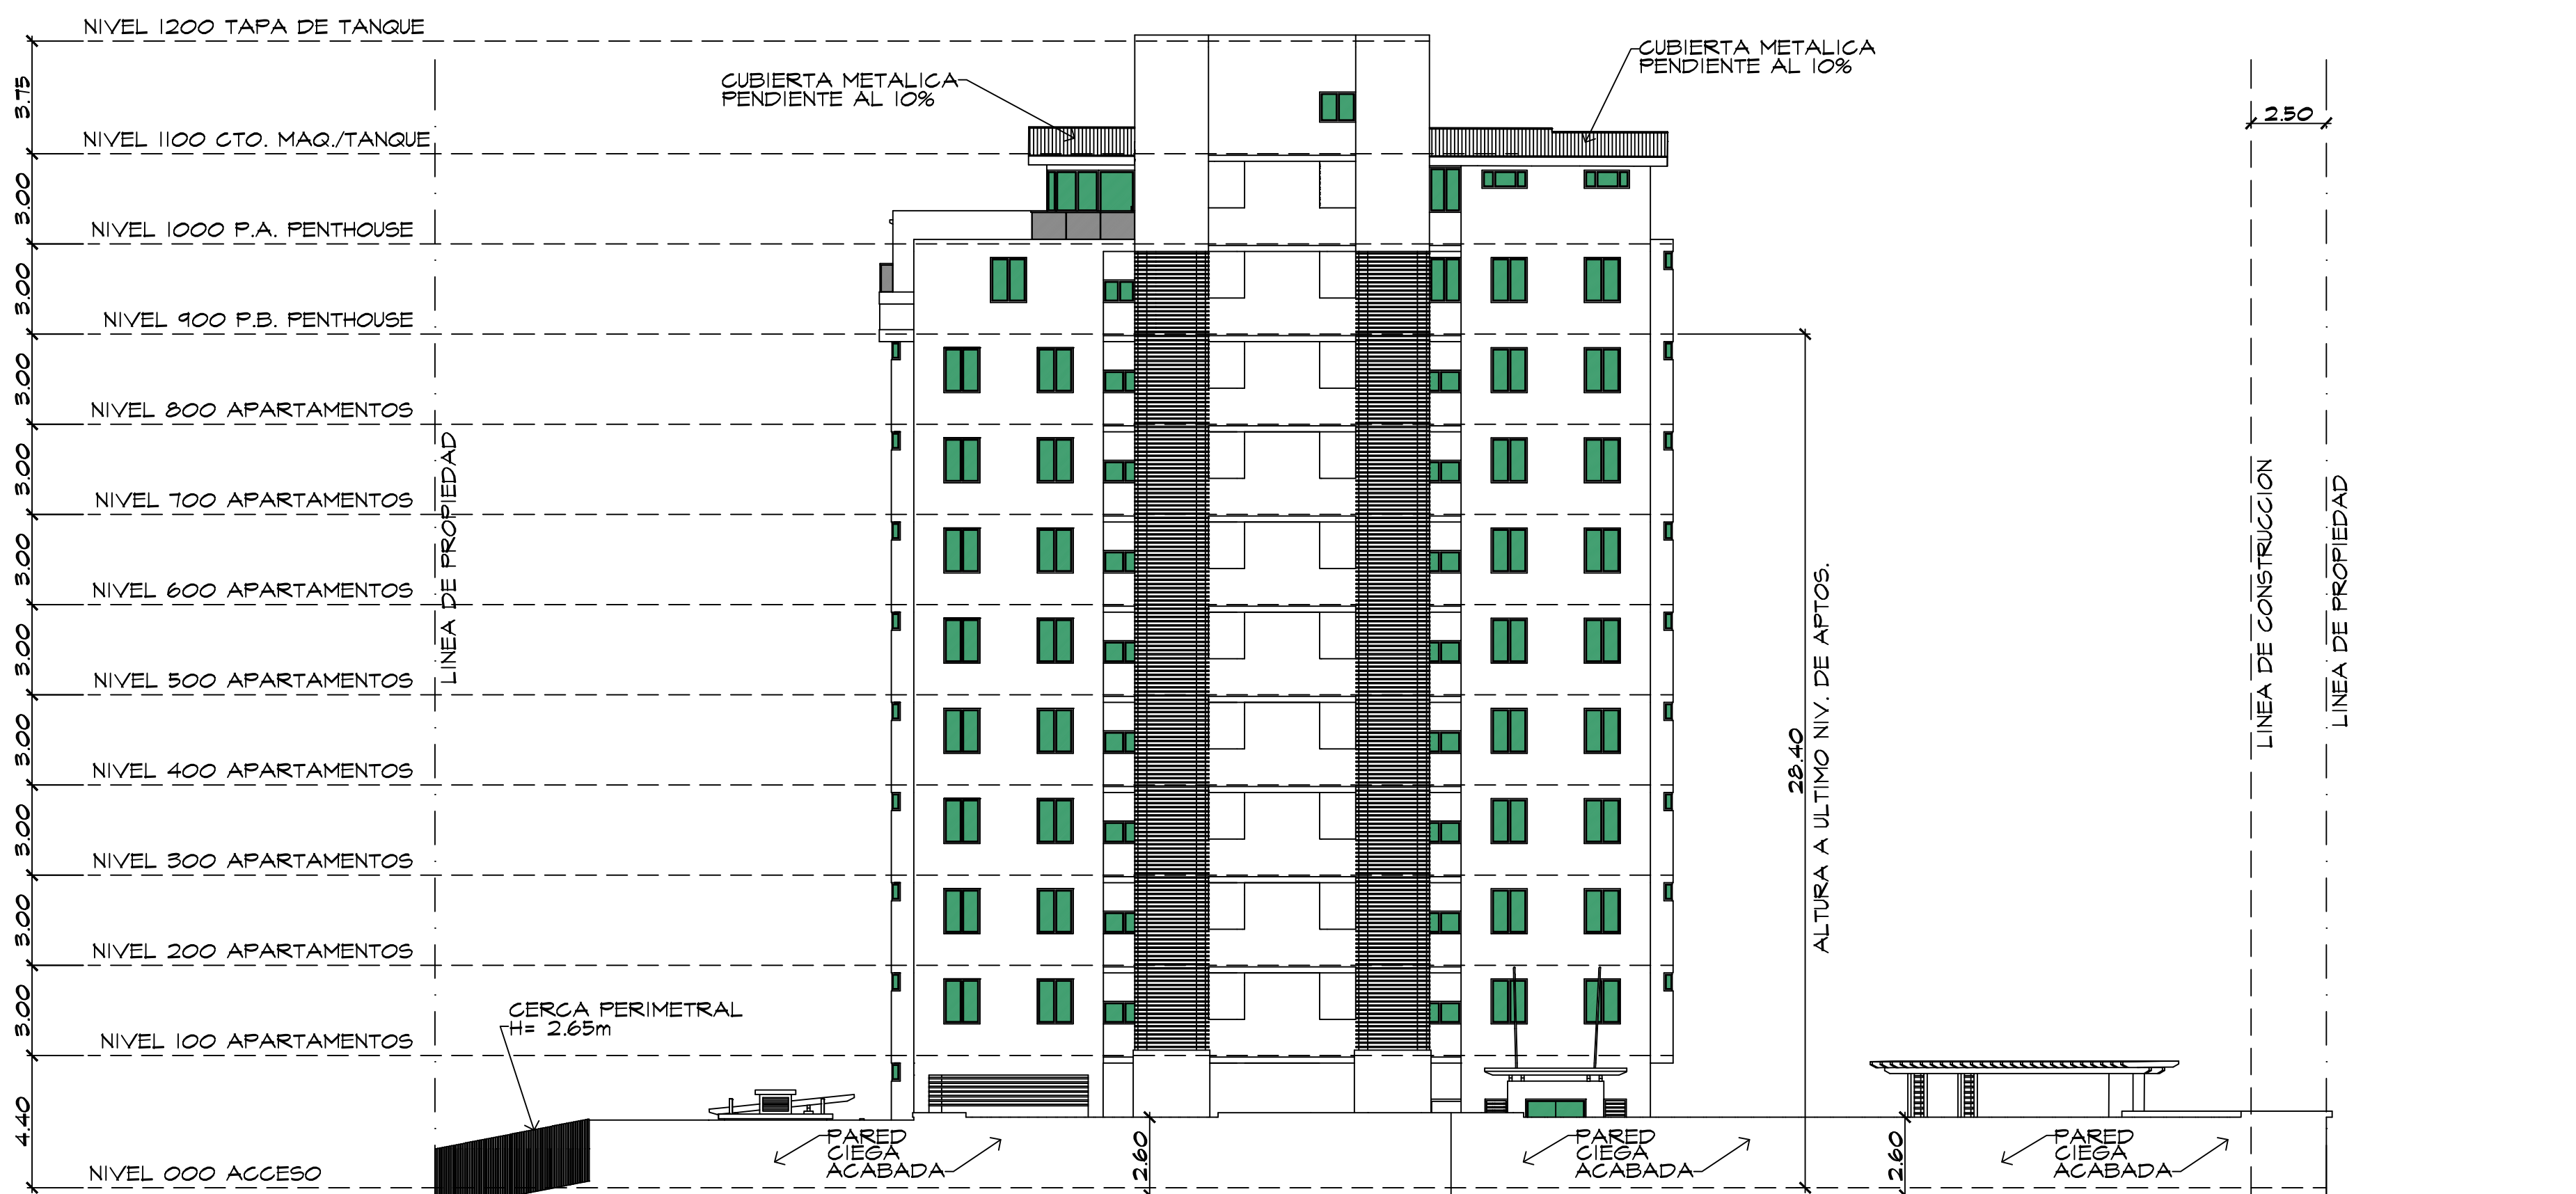 NIVEL 1200 TAPA DE TANQUE
CUBIERTA METALICA
PENDIENTE AL 10%
CUBIERTA METALICA
PENDIENTE AL 10%
3.75
2.50
NIVEL 1100 CTO. MAQ./TANQUE
3.00
NIVEL 1000 P.A. PENTHOUSE
3.00
NIVEL 900 P.B. PENTHOUSE
3.00
NIVEL 800 APARTAMENTOS
3.00
NIVEL 700 APARTAMENTOS
3.00
NIVEL 600 APARTAMENTOS
3.00
NIVEL 500 APARTAMENTOS
3.00
NIVEL 400 APARTAMENTOS
3.00
NIVEL 300 APARTAMENTOS
3.00
NIVEL 200 APARTAMENTOS
3.00
NIVEL 100 APARTAMENTOS
4.40
NIVEL 000 ACCESO
LINEA DE PROPIEDAD
CERCA PERIMETRAL
H= 2.65m
28.40
ALTURA A ULTIMO NIV. DE APTOS.
LINEA DE CONSTRUCCION
LINEA DE PROPIEDAD
PARED
CIEGA
ACABADA
2.60
PARED
CIEGA
ACABADA
2.60
PARED
CIEGA
ACABADA